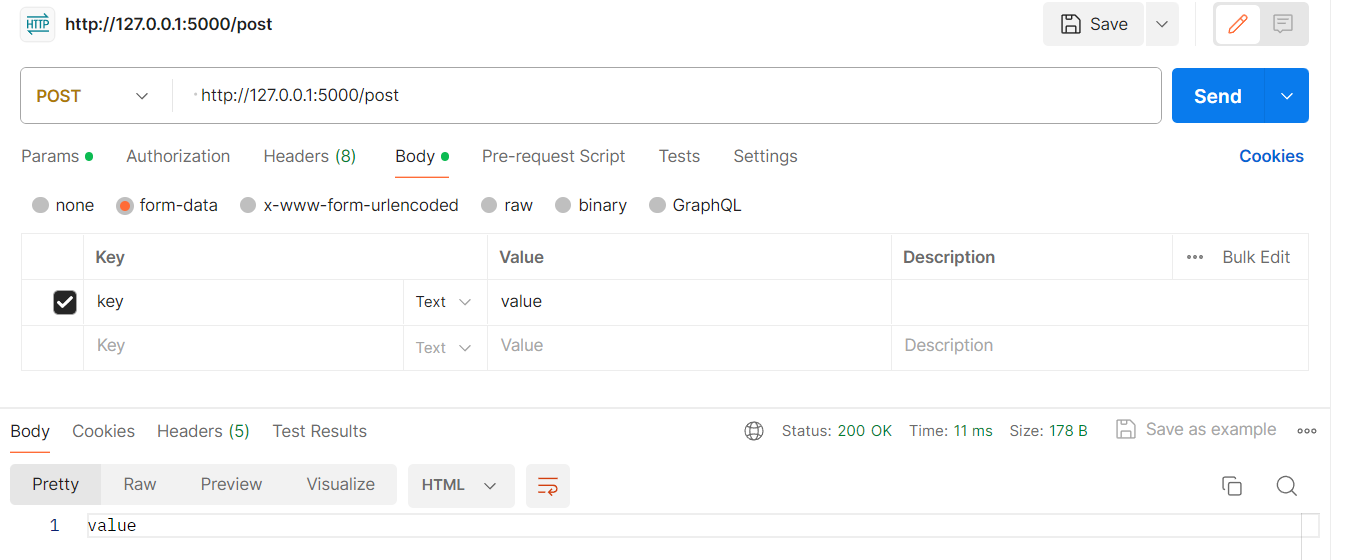 HTTP http://127.0.0.1:5000/post Save
POST http://127.0.0.1:5000/post Send
Params Authorization Headers (8) Body Pre-request Script Tests Settings Cookies
none form-data x-www-form-urlencoded raw binary GraphQL
Key Value Description ••• Bulk Edit
key Text value
Key Text Value Description
Body Cookies Headers (5) Test Results Status: 200 OK Time: 11 ms Size: 178 B Save as example
Pretty Raw Preview Visualize HTML
1 value